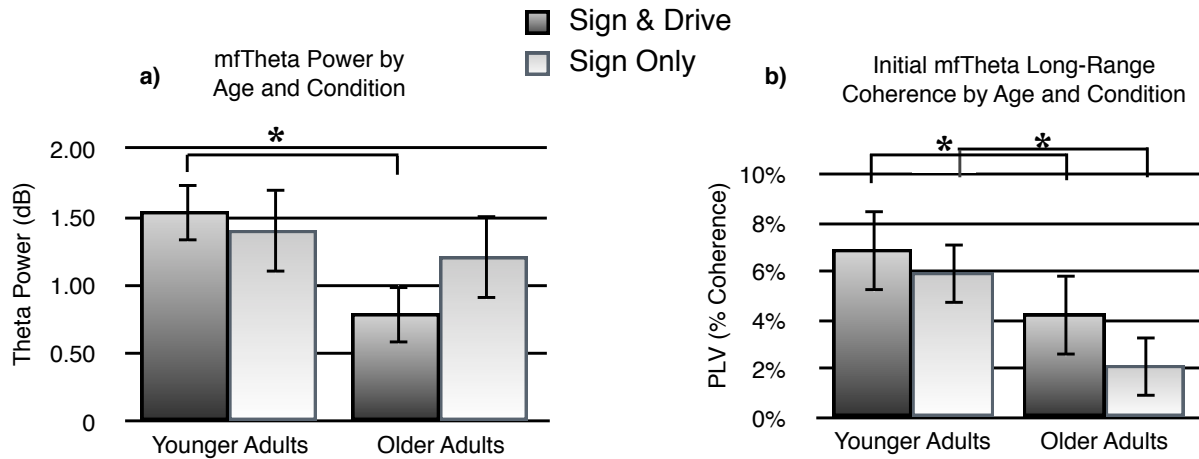 Sign & Drive
Sign Only
a)
mfTheta Power by
Age and Condition
*
2.00
1.50
1.00
0.50
0
Theta Power (dB)
Younger Adults
Older Adults
b)
Initial mfTheta Long-Range
Coherence by Age and Condition
*
*
10%
8%
6%
4%
2%
0%
PLV (% Coherence)
Younger Adults
Older Adults